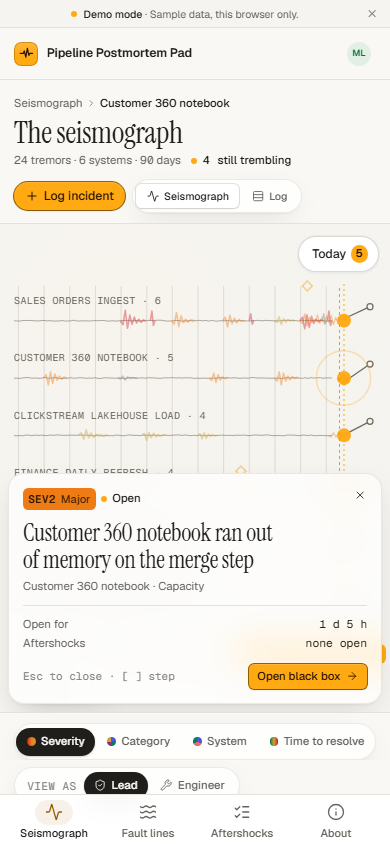 Demo mode · Sample data, this browser only.
Pipeline Postmortem Pad
ML
Seismograph > Customer 360 notebook
The seismograph
24 tremors · 6 systems · 90 days 4 still trembling
+ Log incident
Seismograph
Log
Today 5
SALES ORDERS INGEST · 6
CUSTOMER 360 NOTEBOOK · 5
CLICKSTREAM LAKEHOUSE LOAD · 4
FINANCE DAILY REFRESH · 4
SEV2 Major Open
Customer 360 notebook ran out
of memory on the merge step
Customer 360 notebook · Capacity
Open for 1 d 5 h
Aftershocks none open
Esc to close · [ ] step
Open black box →
Severity Category System Time to resolve
VIEW AS Lead Engineer
Seismograph Fault lines Aftershocks About